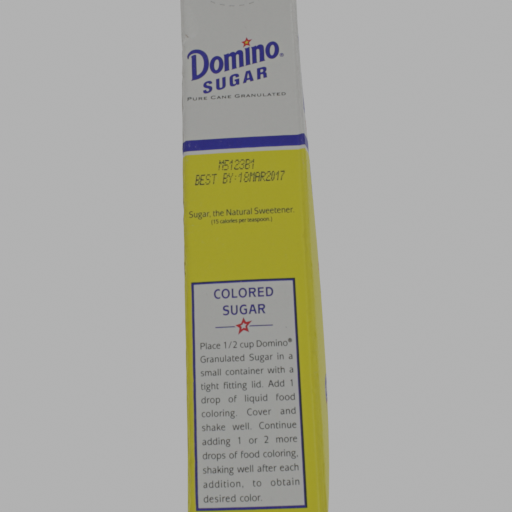 Domino®
SUGAR
PURE CANE GRANULATED
M5123B1
BEST BY:18MAR2017
Sugar, the Natural Sweetener.
(15 calories per teaspoon.)
COLORED
SUGAR
Place 1/2 cup Domino®
Granulated Sugar in a
small container with a
tight fitting lid. Add 1
drop of liquid food
coloring. Cover and
shake well. Continue
adding 1 or 2 more
drops of food coloring,
shaking well after each
addition, to obtain
desired color.